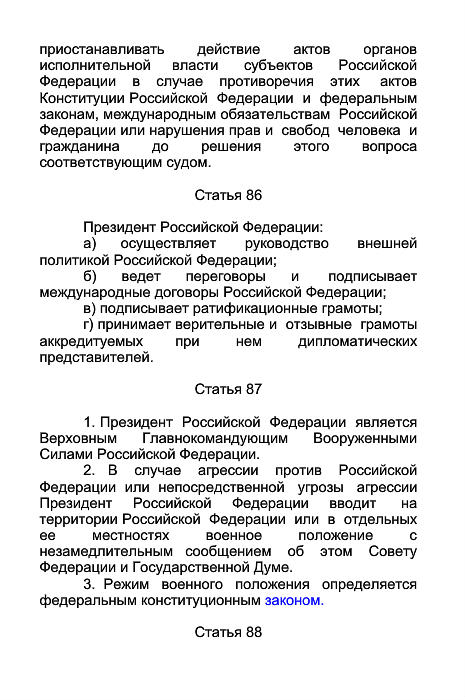 приостанавливать действие актов органов
исполнительной власти субъектов Российской
Федерации в случае противоречия этих актов
Конституции Российской Федерации и федеральным
законам, международным обязательствам Российской
Федерации или нарушения прав и свобод человека и
гражданина до решения этого вопроса
соответствующим судом.
Статья 86
Президент Российской Федерации:
а) осуществляет руководство внешней
политикой Российской Федерации;
б) ведет переговоры и подписывает
международные договоры Российской Федерации;
в) подписывает ратификационные грамоты;
г) принимает верительные и отзывные грамоты
аккредитуемых при нем дипломатических
представителей.
Статья 87
1. Президент Российской Федерации является
Верховным Главнокомандующим Вооруженными
Силами Российской Федерации.
2. В случае агрессии против Российской
Федерации или непосредственной угрозы агрессии
Президент Российской Федерации вводит на
территории Российской Федерации или в отдельных
ее местностях военное положение с
незамедлительным сообщением об этом Совету
Федерации и Государственной Думе.
3. Режим военного положения определяется
федеральным конституционным законом.
Статья 88